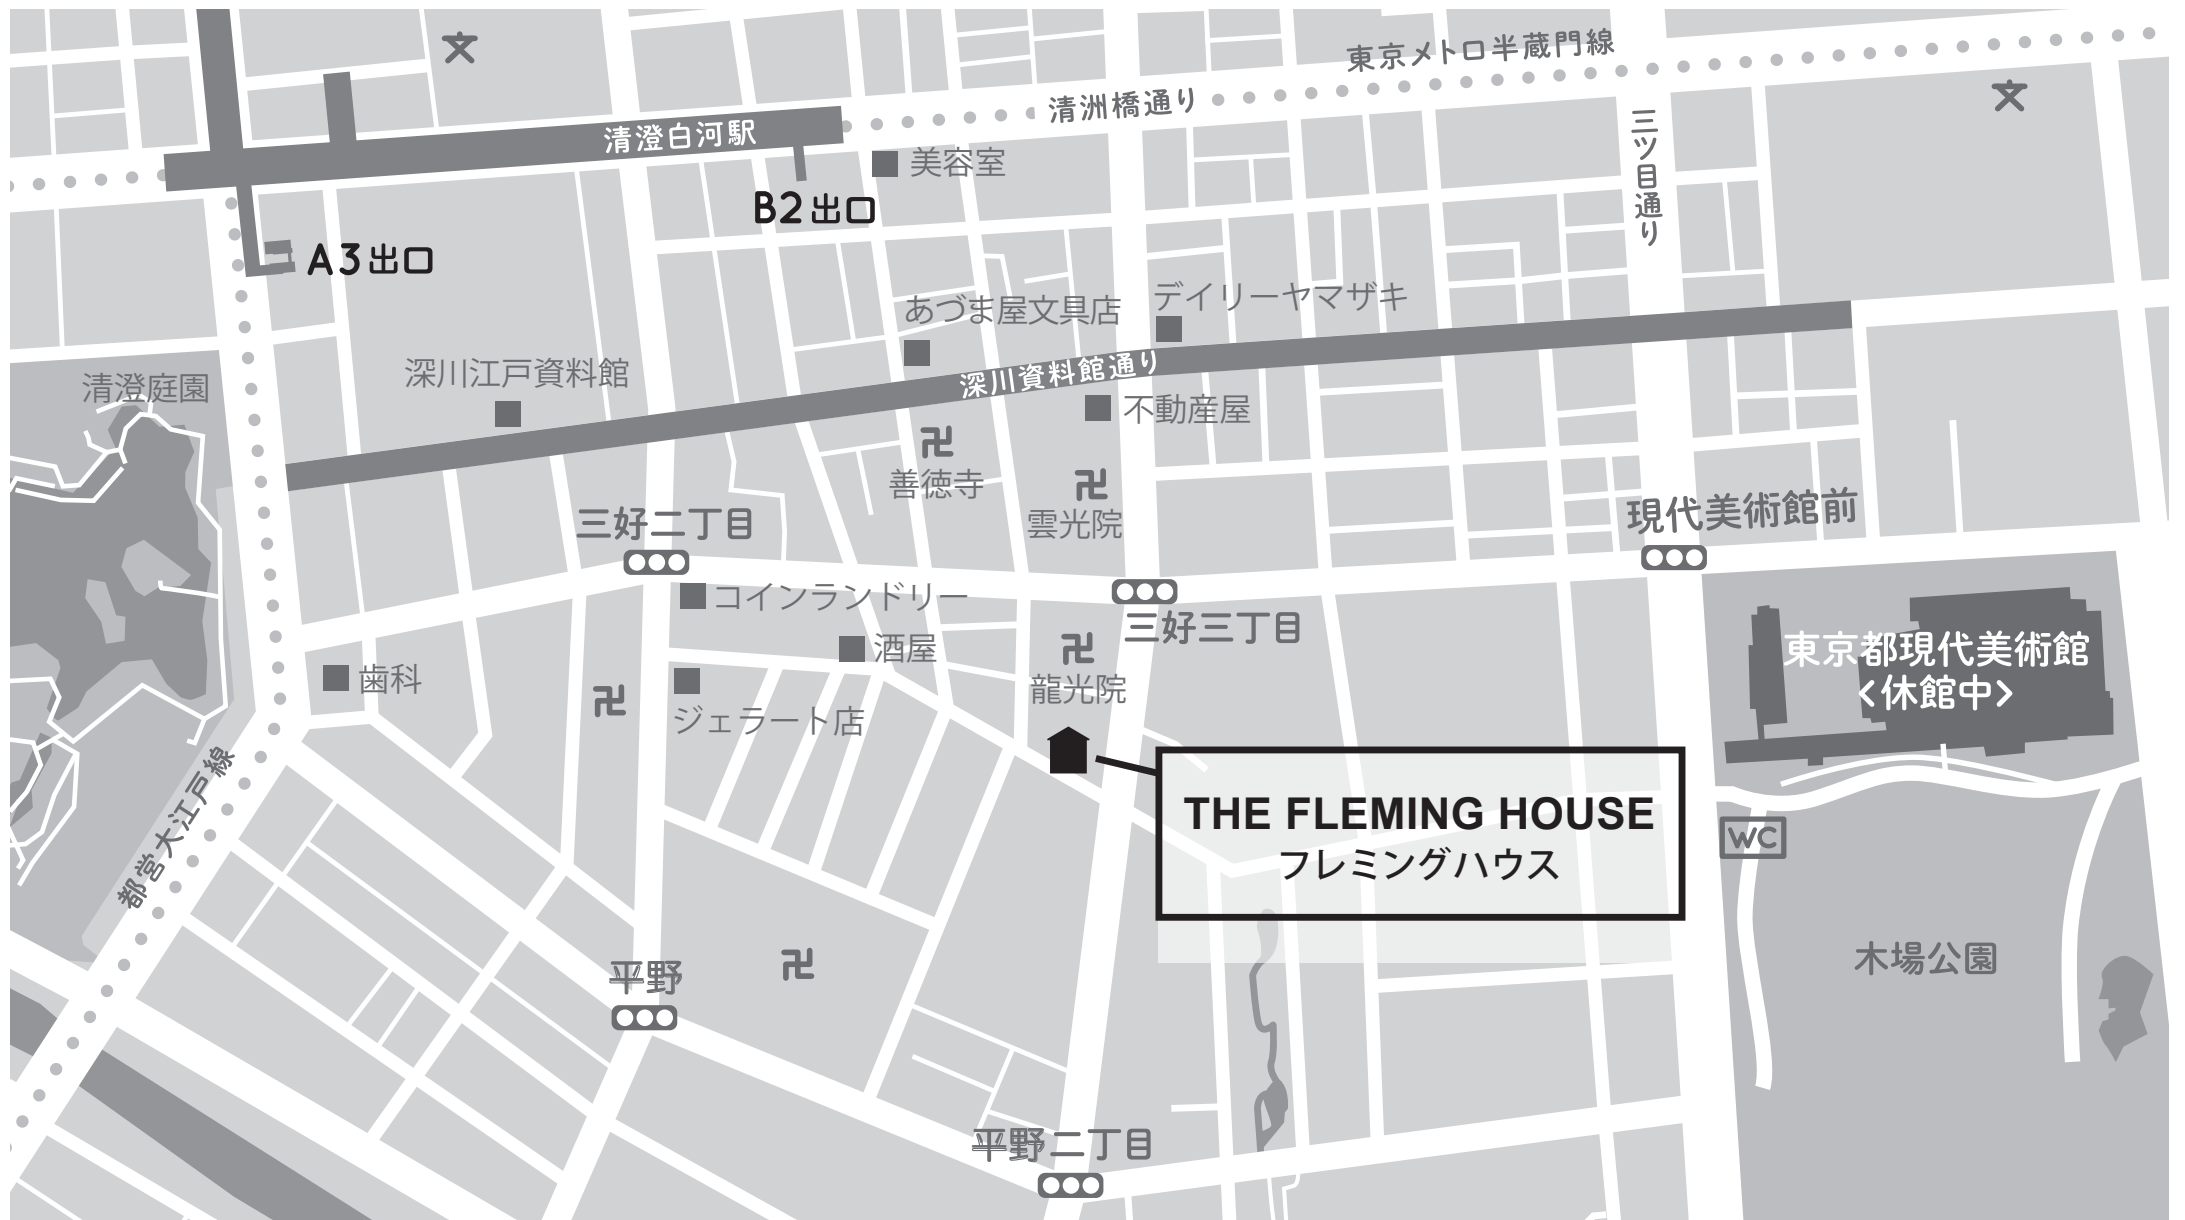 文
東京メトロ半蔵門線
文
清洲橋通り
三ツ目通り
清澄白河駅
美容室
B2出口
A3出口
あづま屋文具店
デイリーヤマザキ
深川江戸資料館
深川資料館通り
清澄庭園
不動産屋
卍
善徳寺
卍
雲光院
三好二丁目
現代美術館前
コインランドリー
三好三丁目
酒屋
卍
龍光院
歯科
卍
ジェラート店
東京都現代美術館
<休館中>
都営大江戸線
THE FLEMING HOUSE
フレミングハウス
WC
平野
卍
木場公園
平野二丁目